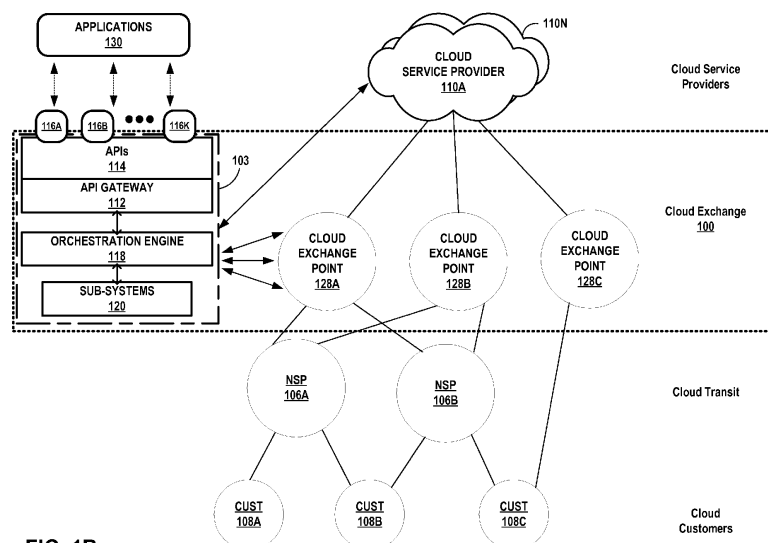 APPLICATIONS
130
110N
CLOUD
SERVICE PROVIDER
110A
Cloud Service
Providers
116A
116B
116K
APIs
114
103
API GATEWAY
112
Cloud Exchange
100
ORCHESTRATION ENGINE
118
CLOUD
EXCHANGE
POINT
128A
CLOUD
EXCHANGE
POINT
128B
CLOUD
EXCHANGE
POINT
128C
SUB-SYSTEMS
120
NSP
106A
NSP
106B
Cloud Transit
CUST
108A
CUST
108B
CUST
108C
Cloud
Customers
FIG. 1B